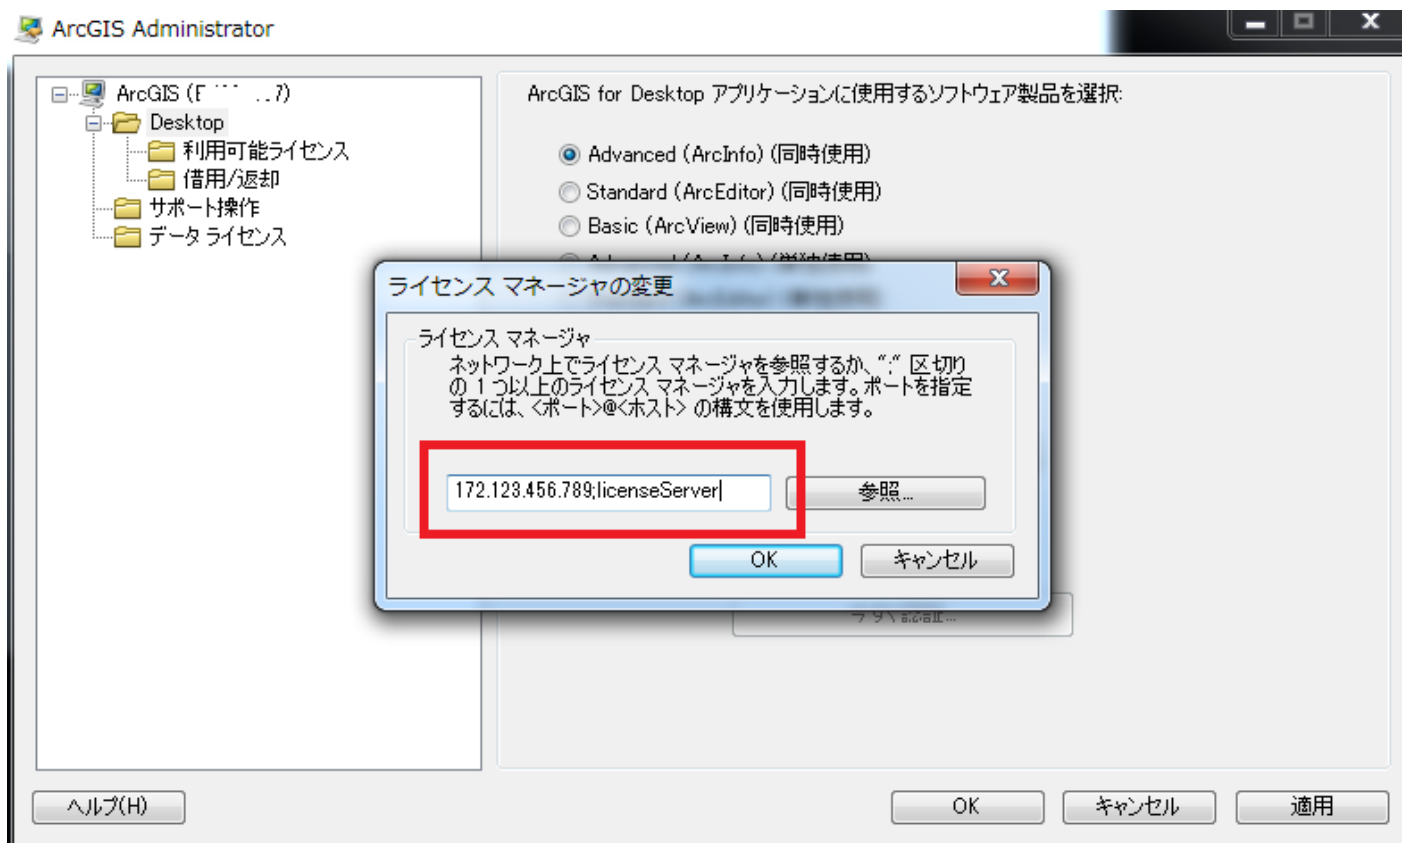 ArcGIS Administrator
ArcGIS (
Desktop
利用可能ライセンス
借用/返却
サポート操作
データ ライセンス
ArcGIS for Desktop アプリケーションに使用するソフトウェア製品を選択:
Advanced (ArcInfo) (同時使用)
Standard (ArcEditor) (同時使用)
Basic (ArcView) (同時使用)
ライセンス マネージャの変更
ライセンス マネージャ
ネットワーク上でライセンス マネージャを参照するか、";" 区切り
の 1 つ以上のライセンス マネージャを入力します。ポートを指定
するには、<ポート>@<ホスト> の構文を使用します。
172.123.456.789;licenseServer
参照...
OK
キャンセル
ヘルプ(H)
OK
キャンセル
適用